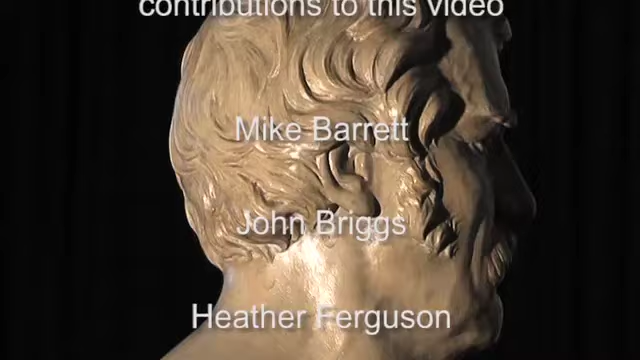 contributions to this video
Mike Barrett
John Briggs
Heather Ferguson